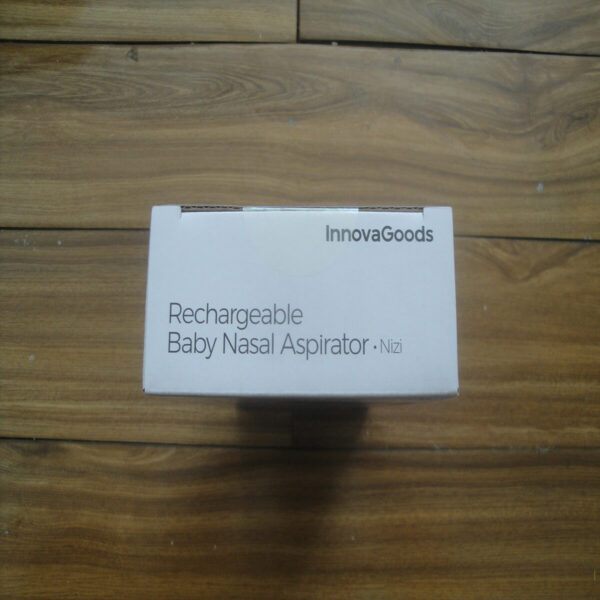 InnovaGoods
Rechargeable
Baby Nasal Aspirator • Nizi